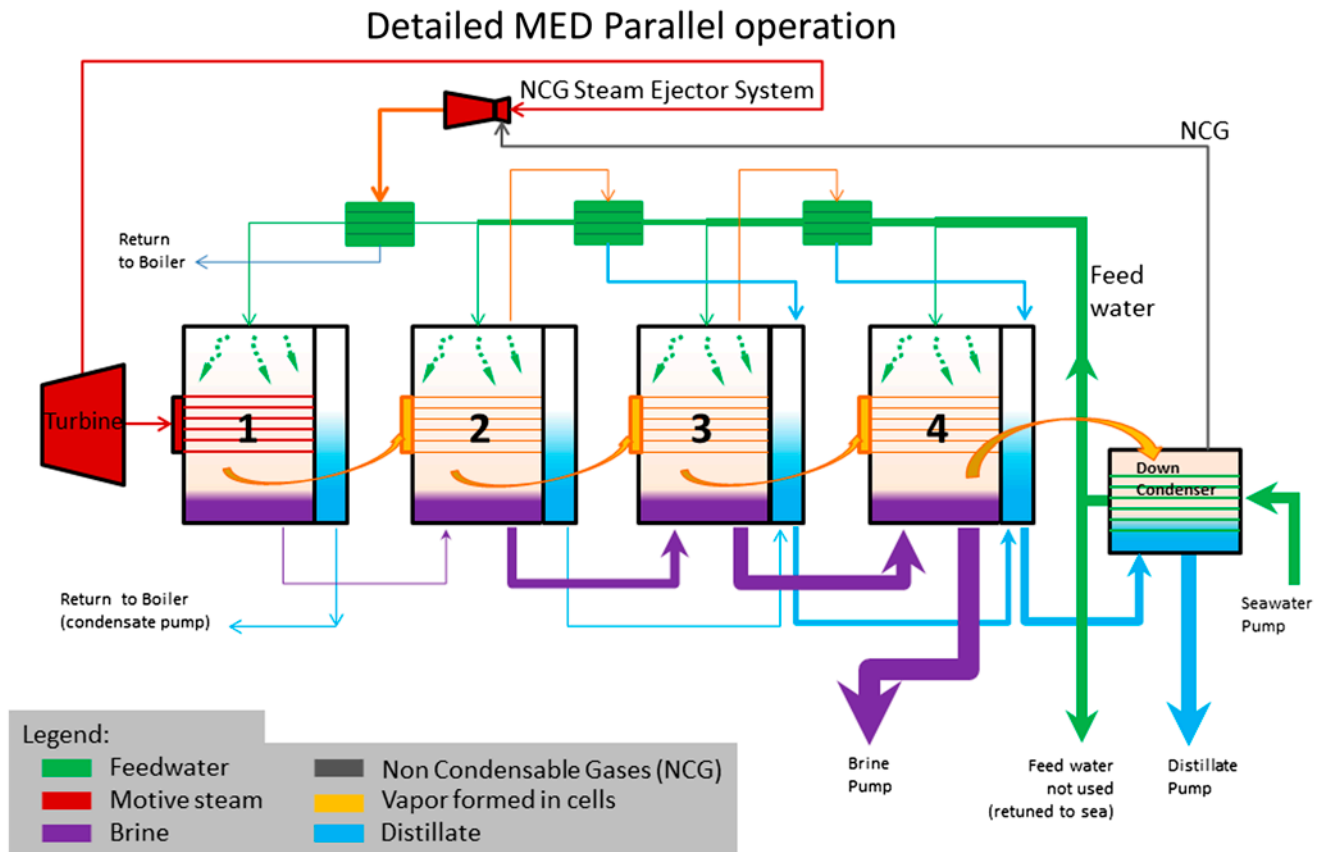 Detailed MED Parallel operation
NCG Steam Ejector System
NCG
Return
to Boiler
Feed
water
Turbine
1
2
3
4
Down
Condenser
Return to Boiler
(condensate pump)
Seawater
Pump
Brine
Pump
Feed water
not used
(retuned to sea)
Distillate
Pump
Legend:
Feedwater
Non Condensable Gases (NCG)
Motive steam
Vapor formed in cells
Brine
Distillate